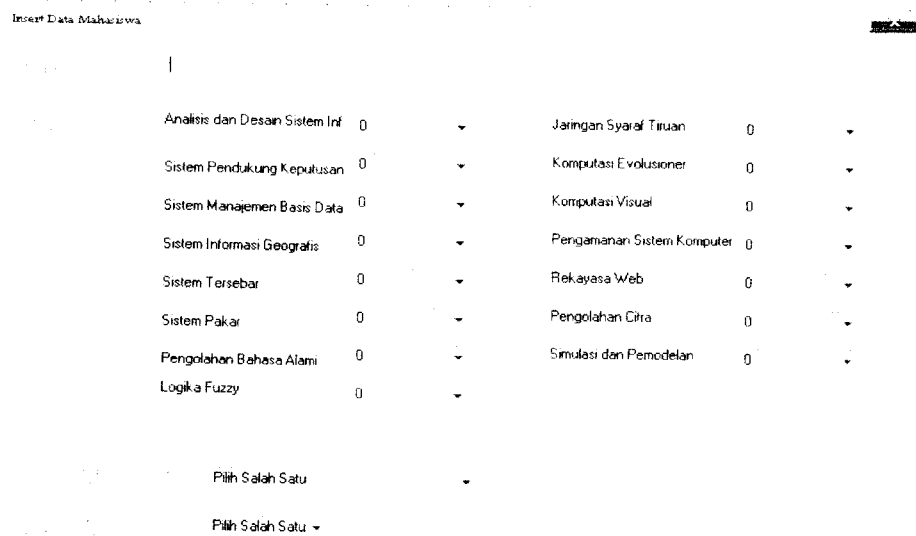 Insert Data Mahasiswa
Analisis dan Desain Sistem Inf 0
Sistem Pendukung Keputusan 0
Sistem Manajemen Basis Data 0
Sistem Informasi Geografis 0
Sistem Tersebar 0
Sistem Pakar 0
Pengolahan Bahasa Alami 0
Logika Fuzzy 0
Jaringan Syaraf Tiruan 0
Komputasi Evolusioner 0
Komputasi Visual 0
Pengamanan Sistem Komputer 0
Rekayasa Web 0
Pengolahan Citra 0
Simulasi dan Pemodelan 0
Pilih Salah Satu
Pilih Salah Satu